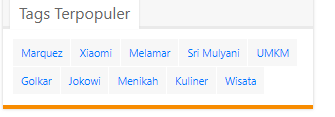 Tags Terpopuler
Marquez Xiaomi Melamar Sri Mulyani UMKM
Golkar Jokowi Menikah Kuliner Wisata